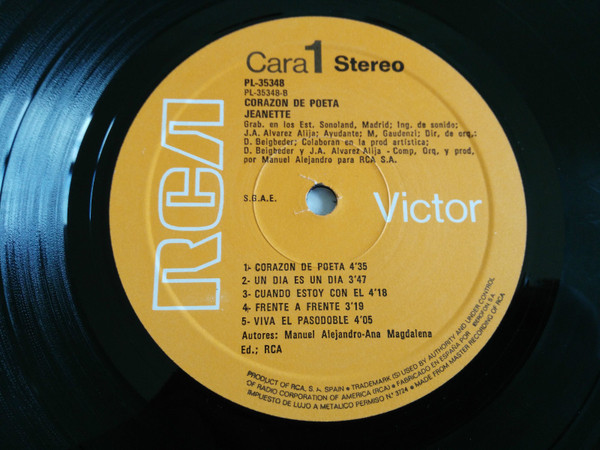 Cara 1 Stereo
PL-35348
PL-35348-B
CORAZON DE POETA
JEANETTE
Grab. en los Est. Sonoland, Madrid; Ing. de sonido;
J.A. Alvarez Alija; Ayudante; M, Gaudenzi; Dir, de orq.:
D. Beigbeder; Colaboran en la prod artística;
D. Beigbeder y J.A. Alvarez Alija - Comp, Orq. y prod.
por Manuel Alejandro para RCA S.A.
RCA
S.G.A.E.
Victor
1- CORAZON DE POETA 4'35
2- UN DIA ES UN DIA 3'47
3- CUANDO ESTOY CON EL 4'18
4- FRENTE A FRENTE 3'19
5- VIVA EL PASODOBLE 4'05
Autores: Manuel Alejandro-Ana Magdalena
Ed.; RCA
PRODUCT OF RCA, S.A. SPAIN • TRADEMARK (S) USED BY AUTHORITY AND UNDER CONTROL
OF RADIO CORPORATION OF AMERICA (RCA) • FABRICADO EN ESPAÑA POR IBEROFON, S.A.
IMPUESTO DE LUJO A METALICO PERMISO N.º 3724 • MADE FROM MASTER RECORDING OF RCA